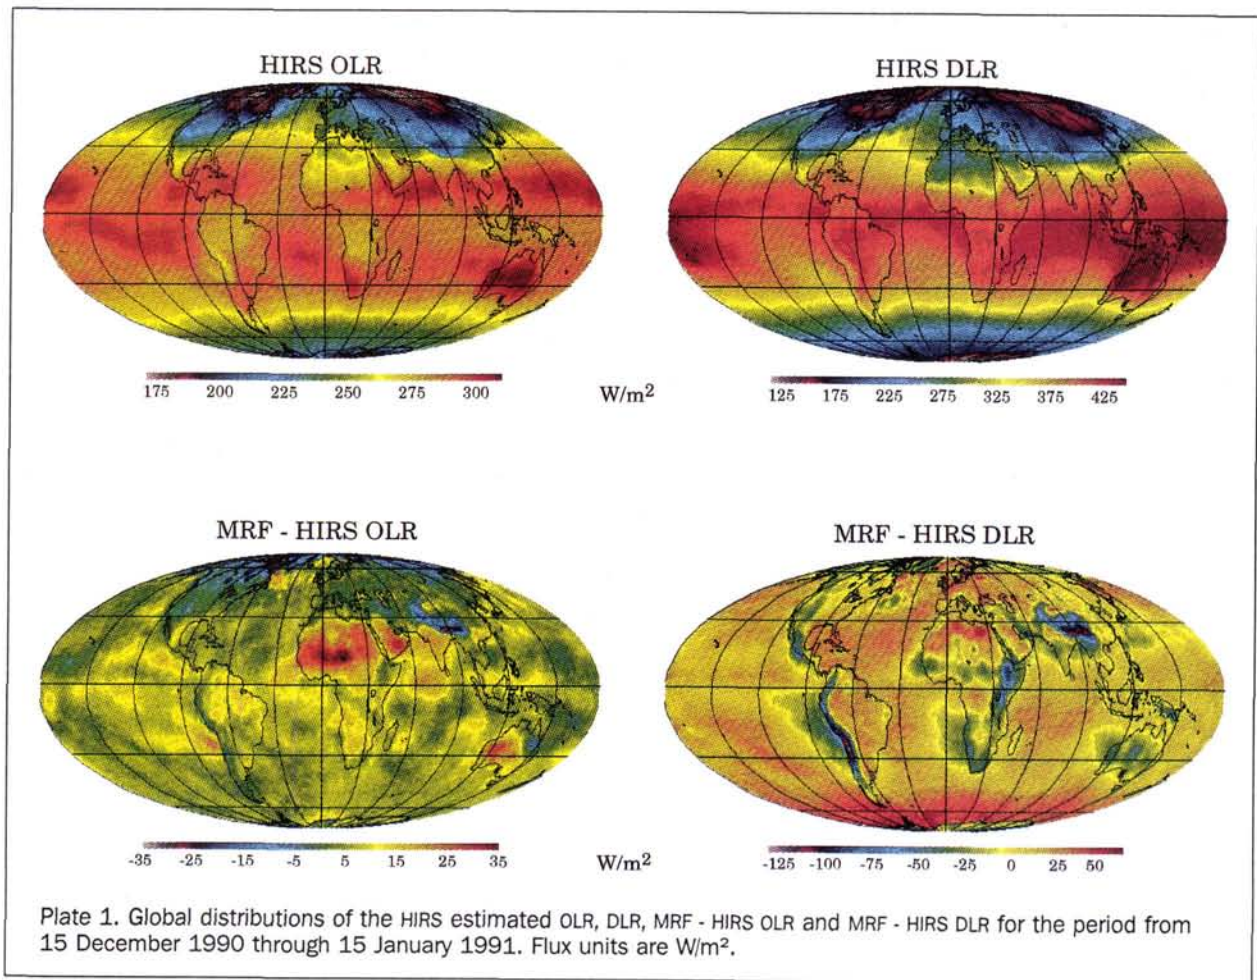 HIRS OLR
HIRS DLR
175 200 225 250 275 300
W/m²
125 175 225 275 325 375 425
MRF - HIRS OLR
MRF - HIRS DLR
-35 -25 -15 -5 5 15 25 35
W/m²
-125 -100 -75 -50 -25 0 50
Plate 1. Global distributions of the HIRS estimated OLR, DLR, MRF - HIRS OLR and MRF - HIRS DLR for the period from
15 December 1990 through 15 January 1991. Flux units are W/m².